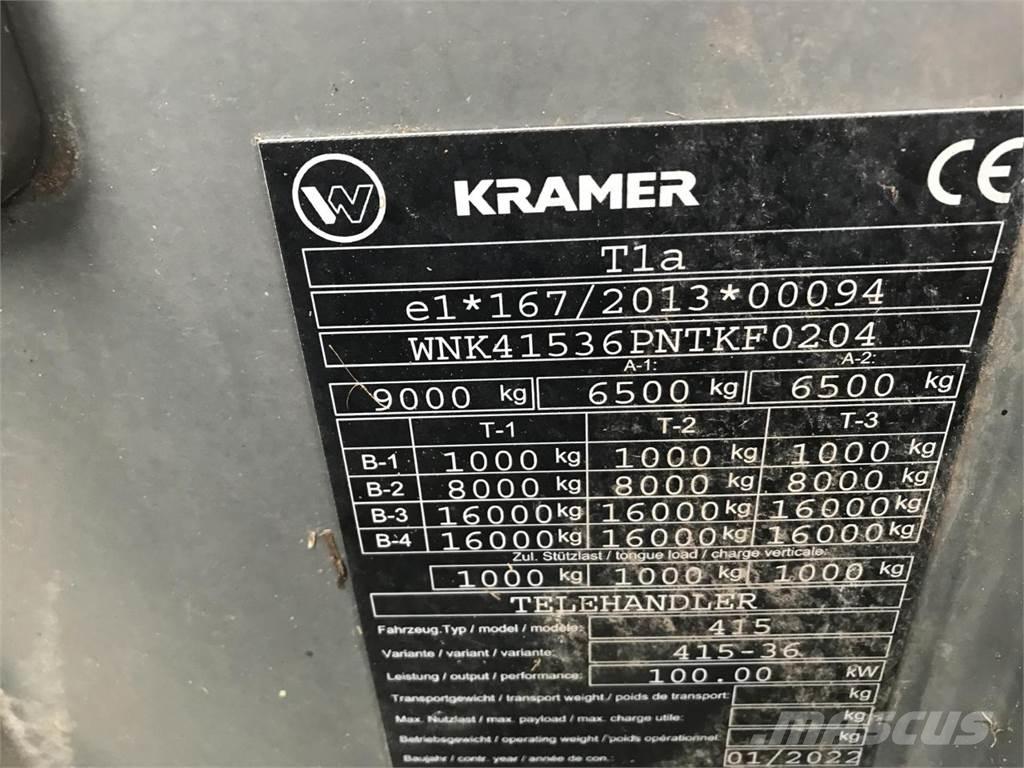 W KRAMER CE
T1a
e1*167/2013*00094
WNK41536PNTKF0204
A-1: A-2:
9000 kg 6500 kg 6500 kg
T-1 T-2 T-3
B-1 1000 kg 1000 kg 1000 kg
B-2 8000 kg 8000 kg 8000 kg
B-3 16000 kg 16000 kg 16000 kg
B-4 16000 kg 16000 kg 16000 kg
Zul. Stützlast / tongue load / charge verticale:
1000 kg 1000 kg 1000 kg
TELEHANDLER
Fahrzeug.Typ / model / modèle: 415
Variante / variant / variante: 415-36
Leistung / output / performance: 100.00 kW
Transportgewicht / transport weight / poids de transport: kg
Max. Nutzlast / max. payload / max. charge utile: kg
Betriebsgewicht / operating weight / poids opérationnel: kg
Baujahr / contr. year / année de con.: 01/2022
mascus